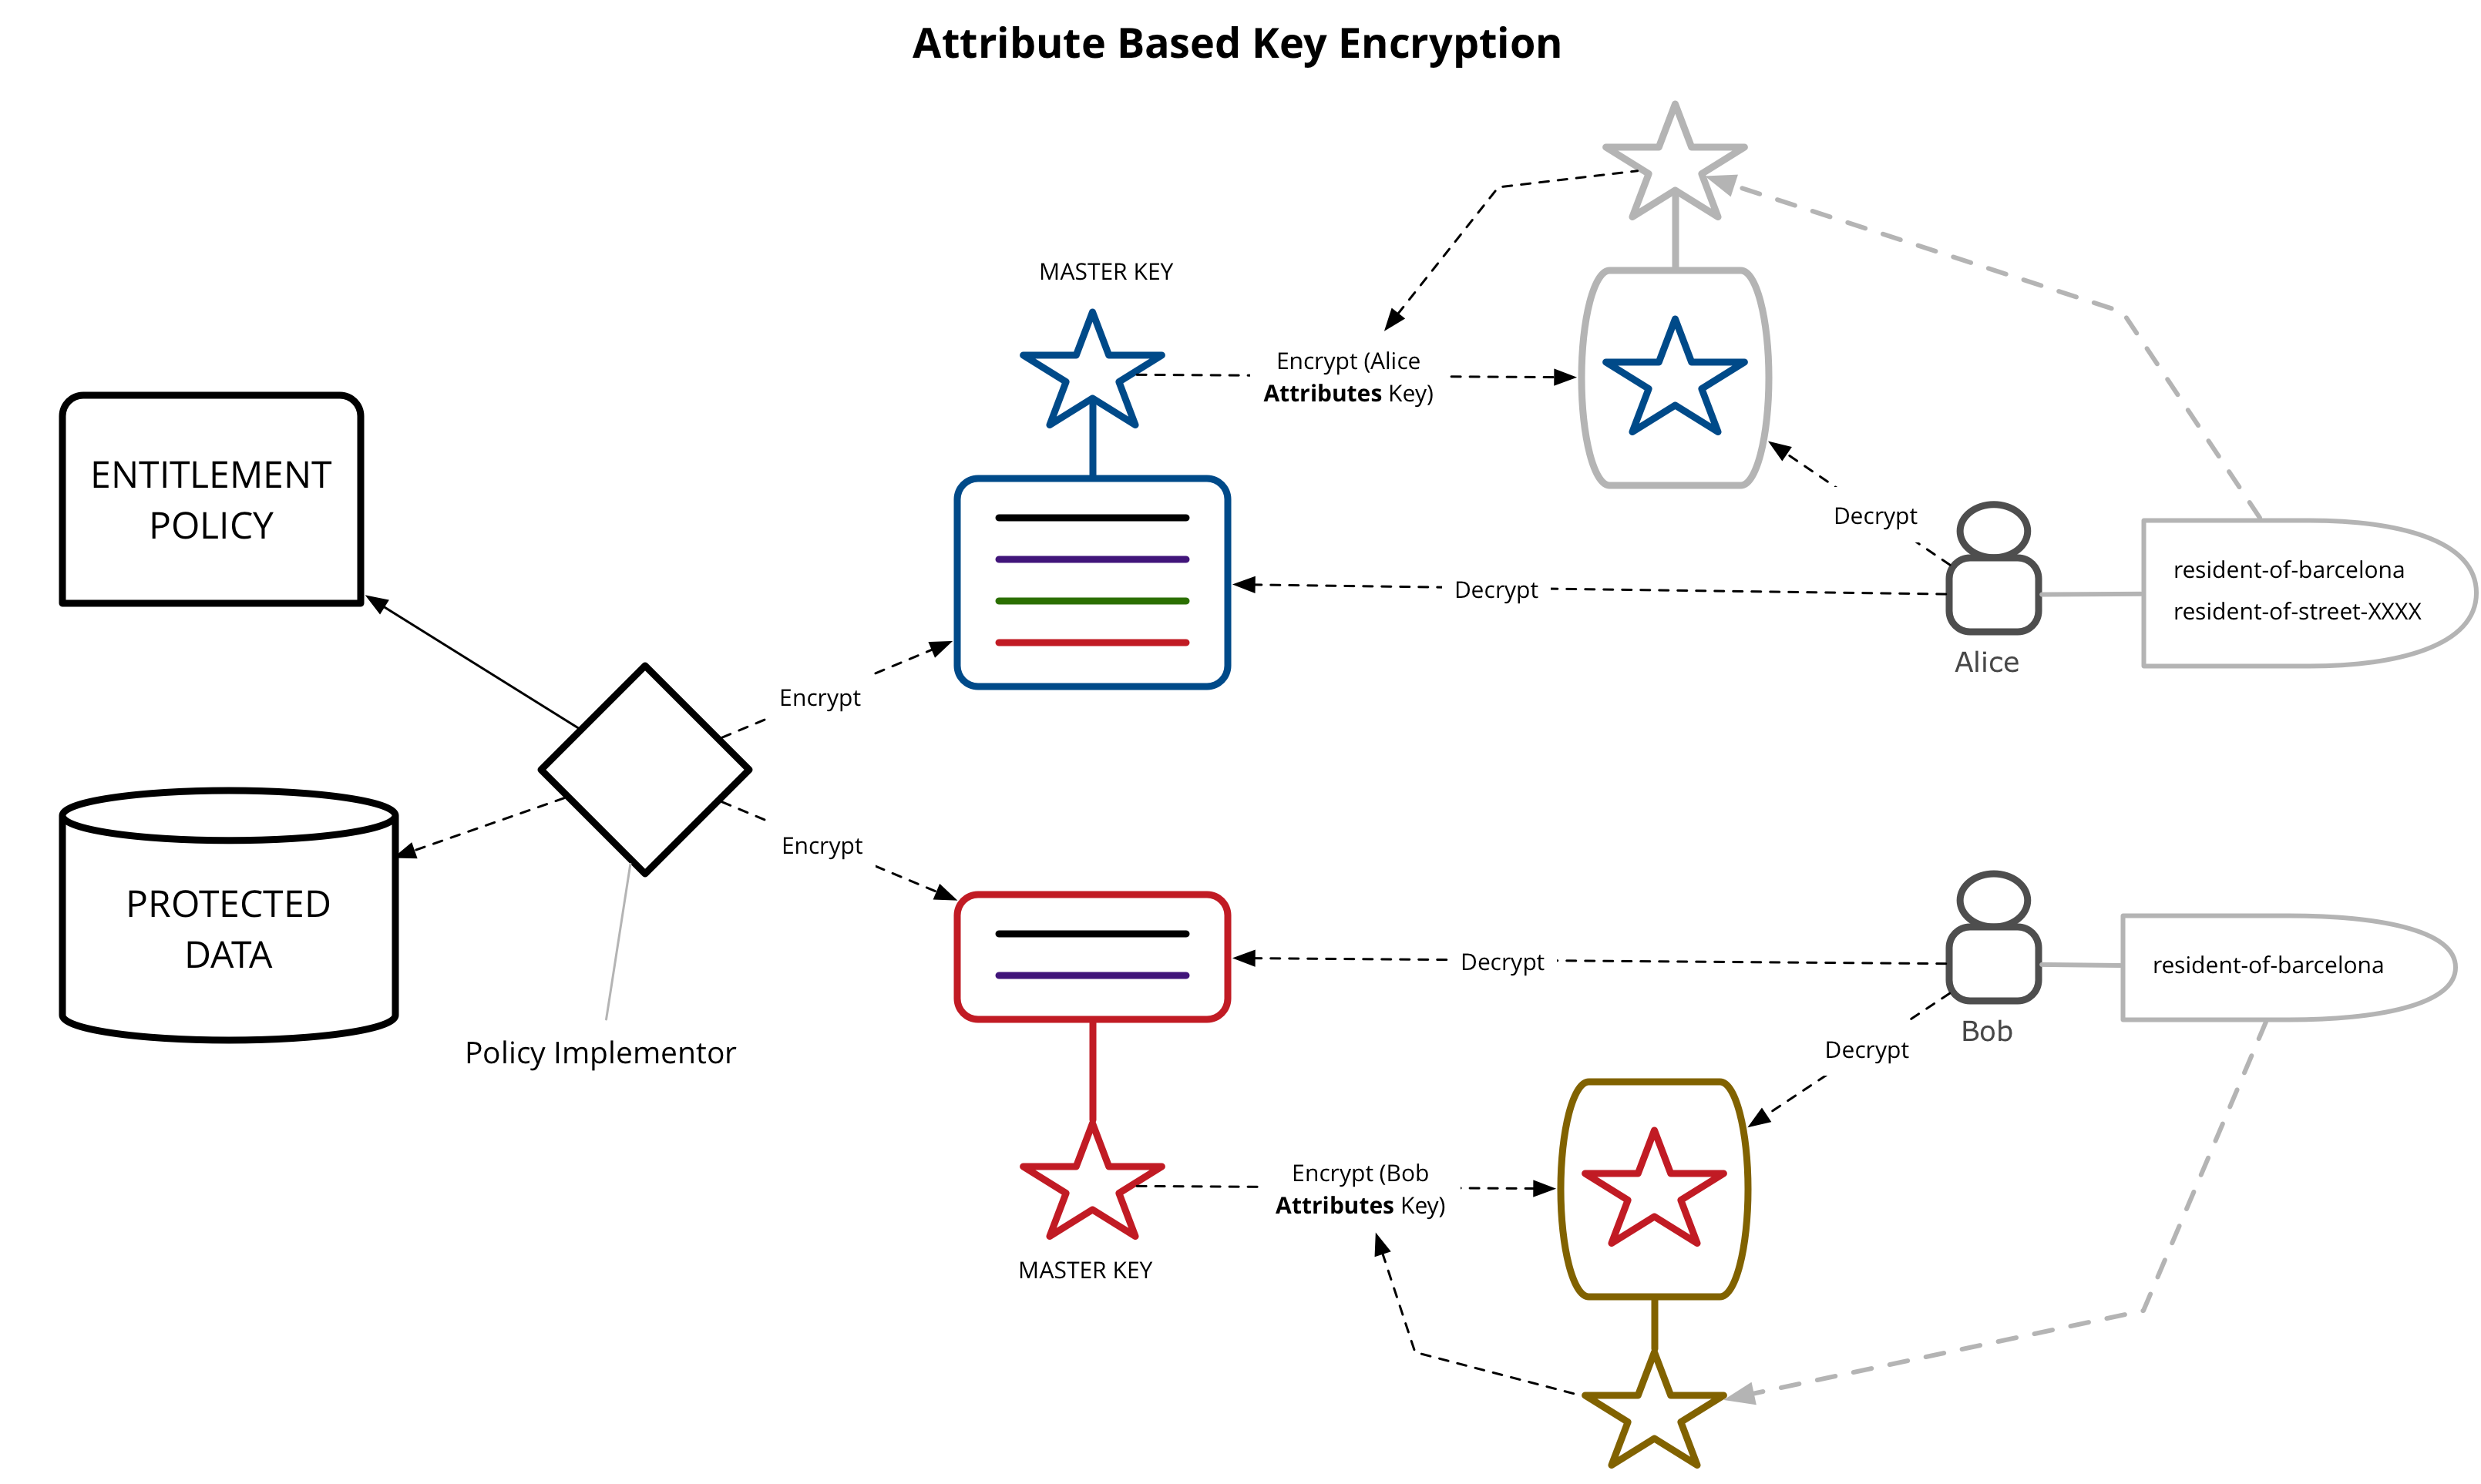 Attribute Based Key Encryption
MASTER KEY
Encrypt (Alice
Attributes Key)
ENTITLEMENT
POLICY
Decrypt
Decrypt
resident-of-barcelona
resident-of-street-XXXX
Alice
Encrypt
Encrypt
PROTECTED
DATA
Policy Implementor
Decrypt
resident-of-barcelona
Bob
Decrypt
Encrypt (Bob
Attributes Key)
MASTER KEY